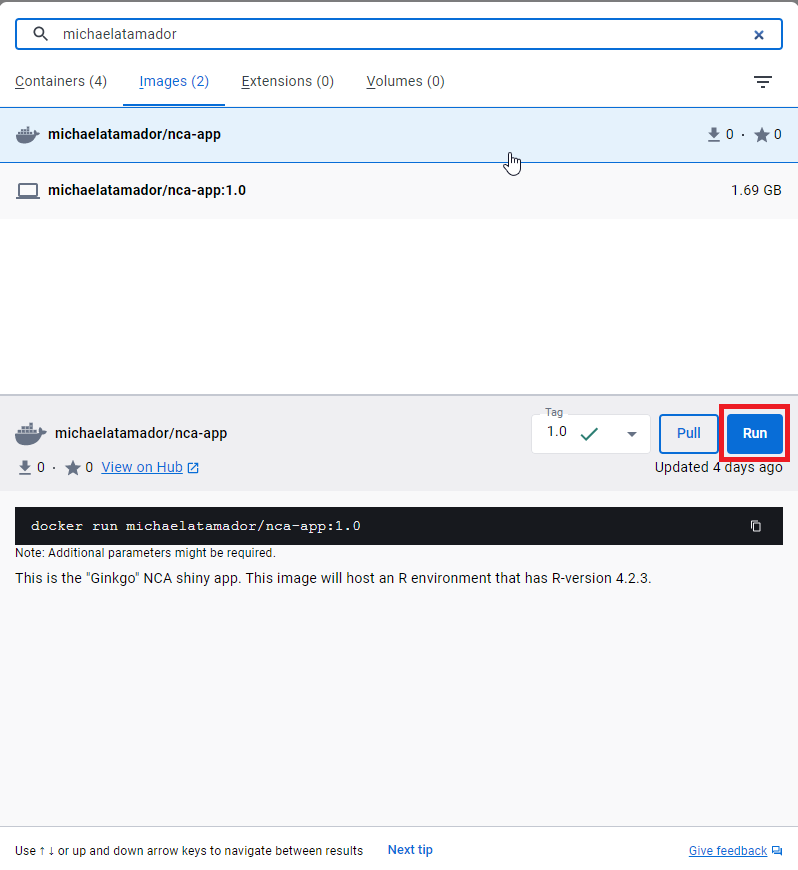 michaelatamador
Containers (4) Images (2) Extensions (0) Volumes (0)
michaelatamador/nca-app 0 · 0
michaelatamador/nca-app:1.0 1.69 GB
Tag
michaelatamador/nca-app 1.0 Pull Run
0 · 0 View on Hub Updated 4 days ago
docker run michaelatamador/nca-app:1.0
Note: Additional parameters might be required.
This is the "Ginkgo" NCA shiny app. This image will host an R environment that has R-version 4.2.3.
Use ↑ ↓ or up and down arrow keys to navigate between results Next tip Give feedback